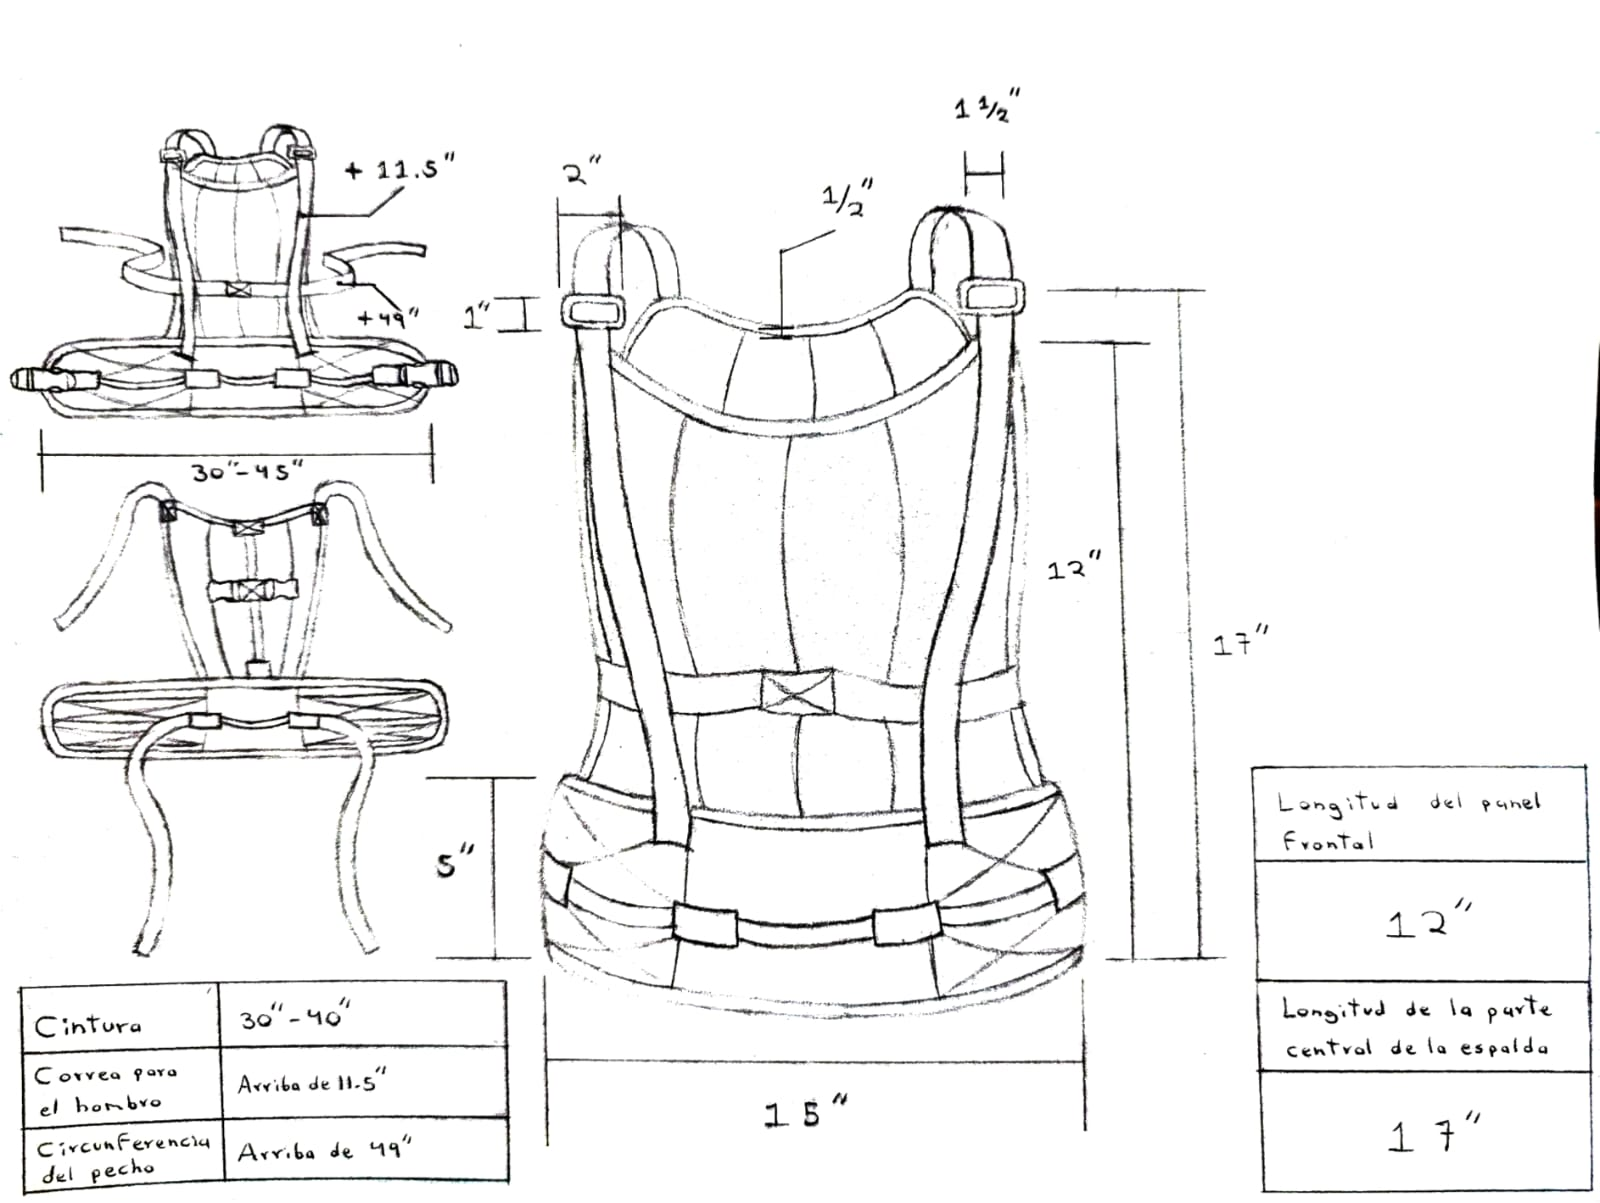 1 1/2"
+ 11.5"
2"
1/2"
1"
+49"
30"-45"
12"
17"
5"
15"
Longitud del panel
Frontal
12"
Longitud de la parte
central de la espalda
17"
Cintura
30"-40"
Correa para
el hombro
Arriba de 11.5"
Circunferencia
del pecho
Arriba de 49"